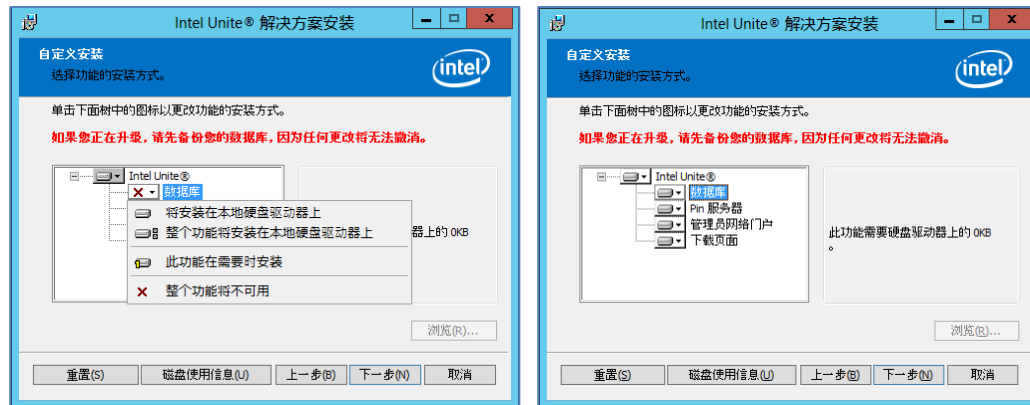 Intel Unite® 解决方案安装
自定义安装
选择功能的安装方式。
intel
单击下面树中的图标以更改功能的安装方式。
如果您正在升级，请先备份您的数据库，因为任何更改将无法撤消。
Intel Unite®
数据库
将安装在本地硬盘驱动器上
整个功能将安装在本地硬盘驱动器上
器上的 0KB
此功能在需要时安装
整个功能将不可用
浏览(R)...
重置(S) 磁盘使用信息(U) 上一步(B) 下一步(N) 取消
Intel Unite® 解决方案安装
自定义安装
选择功能的安装方式。
intel
单击下面树中的图标以更改功能的安装方式。
如果您正在升级，请先备份您的数据库，因为任何更改将无法撤消。
Intel Unite®
数据库
Pin 服务器
管理员网络门户
下载页面
此功能需要硬盘驱动器上的 0KB
。
浏览(R)...
重置(S) 磁盘使用信息(U) 上一步(B) 下一步(N) 取消